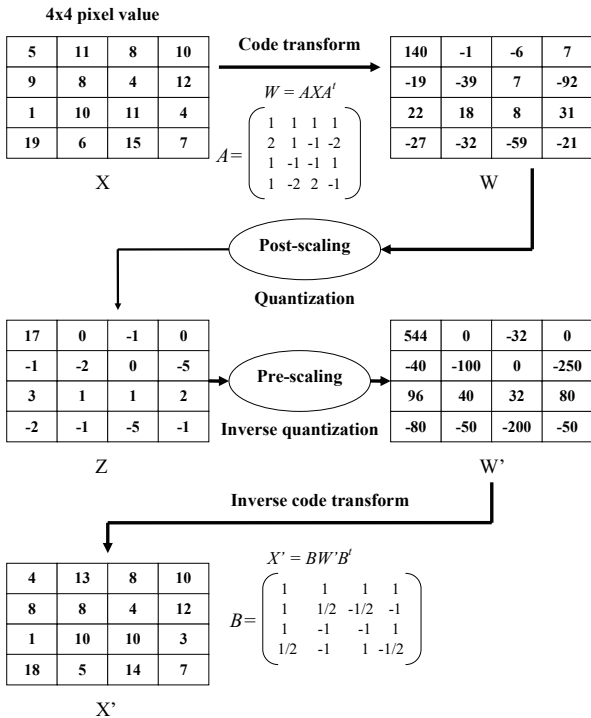 4x4 pixel value
5 11 8 10
9 8 4 12
1 10 11 4
19 6 15 7
X
Code transform
W = AXAᵗ
A=
1 1 1 1
2 1 -1 -2
1 -1 -1 1
1 -2 2 -1
140 -1 -6 7
-19 -39 7 -92
22 18 8 31
-27 -32 -59 -21
W
Post-scaling
Quantization
17 0 -1 0
-1 -2 0 -5
3 1 1 2
-2 -1 -5 -1
Z
Pre-scaling
Inverse quantization
544 0 -32 0
-40 -100 0 -250
96 40 32 80
-80 -50 -200 -50
W’
Inverse code transform
X’ = BW’Bᵗ
B=
1 1 1 1
1 1/2 -1/2 -1
1 -1 -1 1
1/2 -1 1 -1/2
4 13 8 10
8 8 4 12
1 10 10 3
18 5 14 7
X’